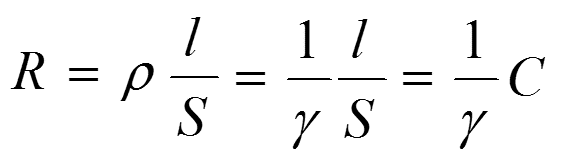 R = ρ l/S = 1/γ l/S = 1/γ C